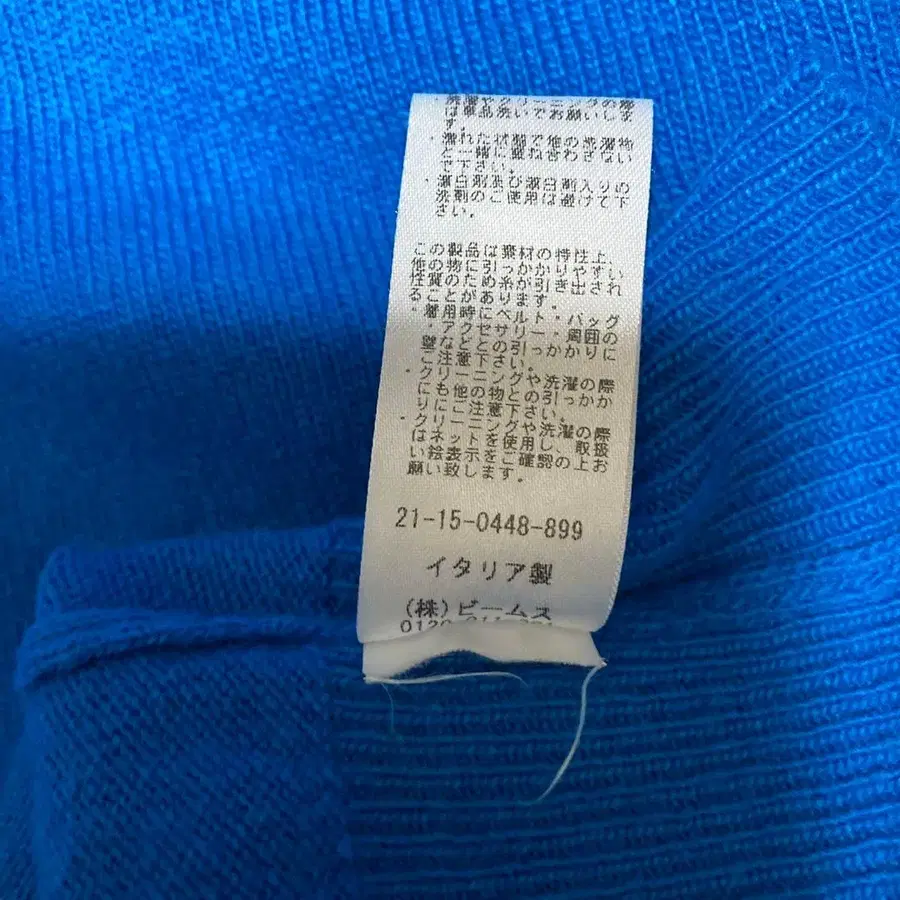 ・洗濯やクリーニングの際
は単品洗いでお願いしま
す。
・濡れた状態で他の洗濯物
と一緒に重ね合わさない
で下さい。
・漂白剤及び漂白剤入りの
洗剤のご使用は避けて下
さい。
この製品は素材の特性上、
他の物に引っかかりやすい
性質のため糸が引き出され
ることがあります。
・着用時にベルト・バッグ
・アクセサリー・周囲の
壁などとの引っかかりに
ご注意下さい。
・クリーニングや洗濯の際
にも他の物との引っかか
りにご注意下さい。
・クリーニングや洗濯の際
はネットを使用し、取扱
い絵表示をご確認の上お
願い致します。
21-15-0448-899
イタリア製
(株)ビームス